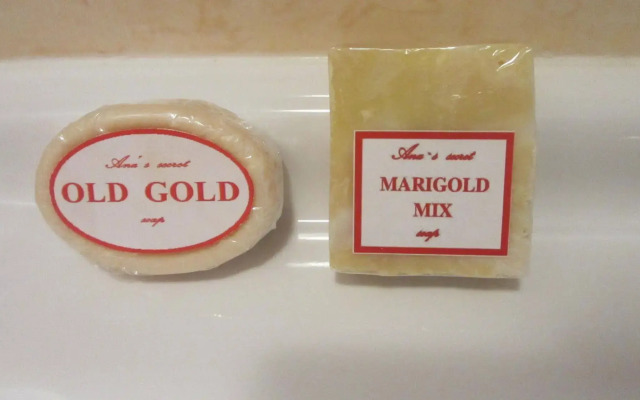 Ana's secret
OLD GOLD
soap
Ana's secret
MARIGOLD
MIX
soap